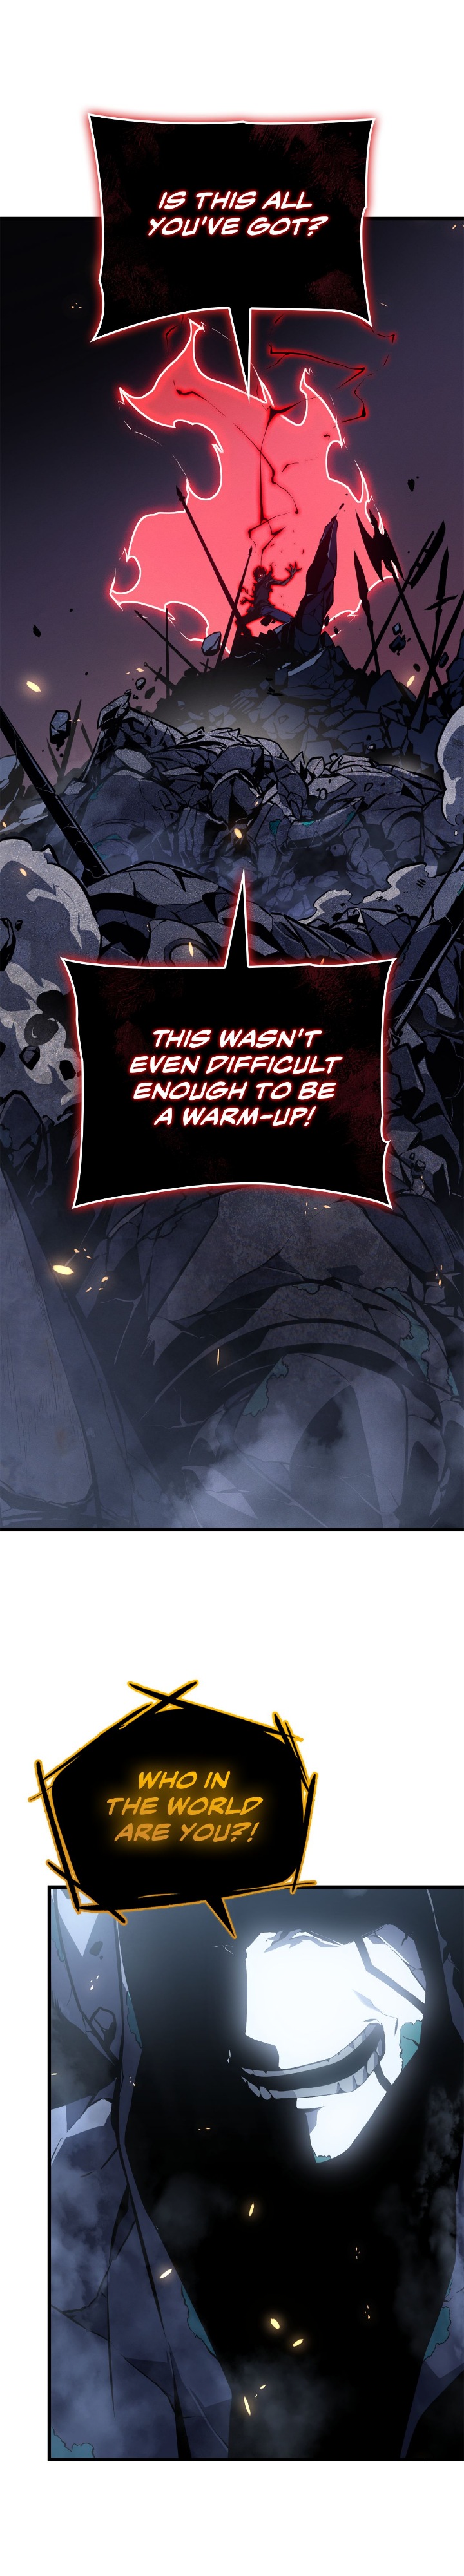 IS THIS ALL
YOU'VE GOT?
THIS WASN'T
EVEN DIFFICULT
ENOUGH TO BE
A WARM-UP!
WHO IN
THE WORLD
ARE YOU?!